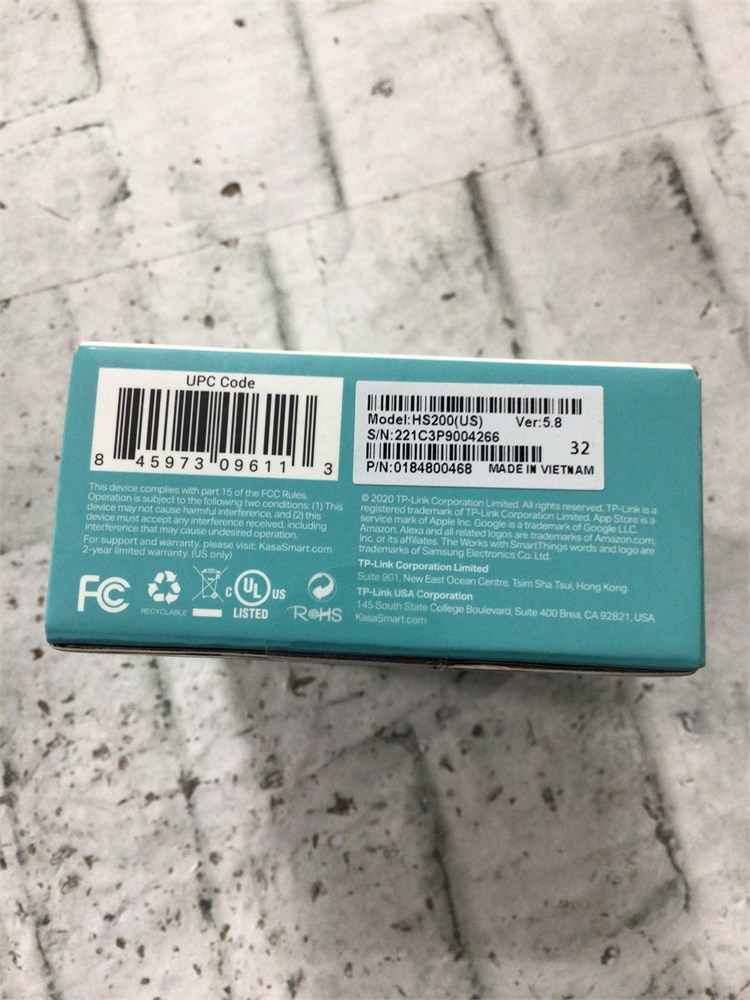 UPC Code
8 45973 09611 3
Model:HS200(US) Ver:5.8
S/N:221C3P9004266
32
P/N:0184800468 MADE IN VIETNAM
This device complies with part 15 of the FCC Rules.
Operation is subject to the following two conditions: (1) This
device may not cause harmful interference, and (2) this
device must accept any interference received, including
interference that may cause undesired operation.
For support and warranty, please visit: KasaSmart.com
2-year limited warranty. (US only)
FC
RECYCLABLE
C UL US
LISTED
RoHS
© 2020 TP-Link Corporation Limited. All rights reserved. TP-Link is a
registered trademark of TP-Link Corporation Limited. App Store is a
service mark of Apple Inc. Google is a trademark of Google LLC.
Amazon, Alexa and all related logos are trademarks of Amazon.com,
Inc. or its affiliates. The Works with SmartThings words and logo are
trademarks of Samsung Electronics Co. Ltd.
TP-Link Corporation Limited
Suite 901, New East Ocean Centre, Tsim Sha Tsui, Hong Kong
TP-Link USA Corporation
145 South State College Boulevard, Suite 400 Brea, CA 92821, USA
KasaSmart.com